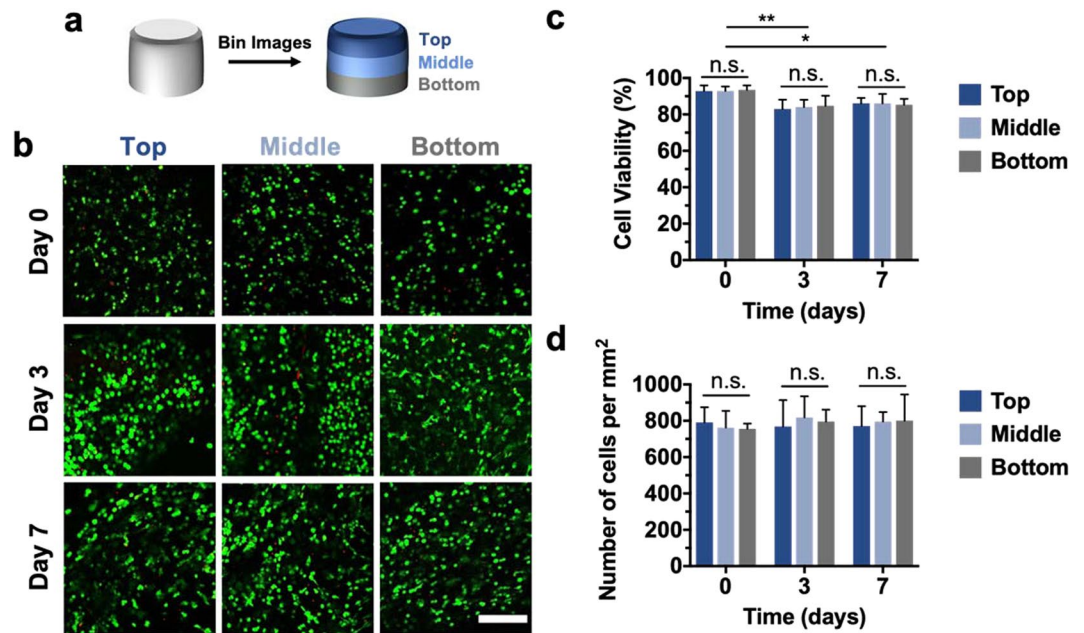 a
Bin Images
Top
Middle
Bottom
b
Top Middle Bottom
Day 0
Day 3
Day 7
c
**
*
n.s. n.s. n.s.
Cell Viability (%)
100
80
60
40
20
0
0 3 7
Time (days)
Top
Middle
Bottom
d
n.s. n.s. n.s.
Number of cells per mm²
1000
800
600
400
200
0
0 3 7
Time (days)
Top
Middle
Bottom